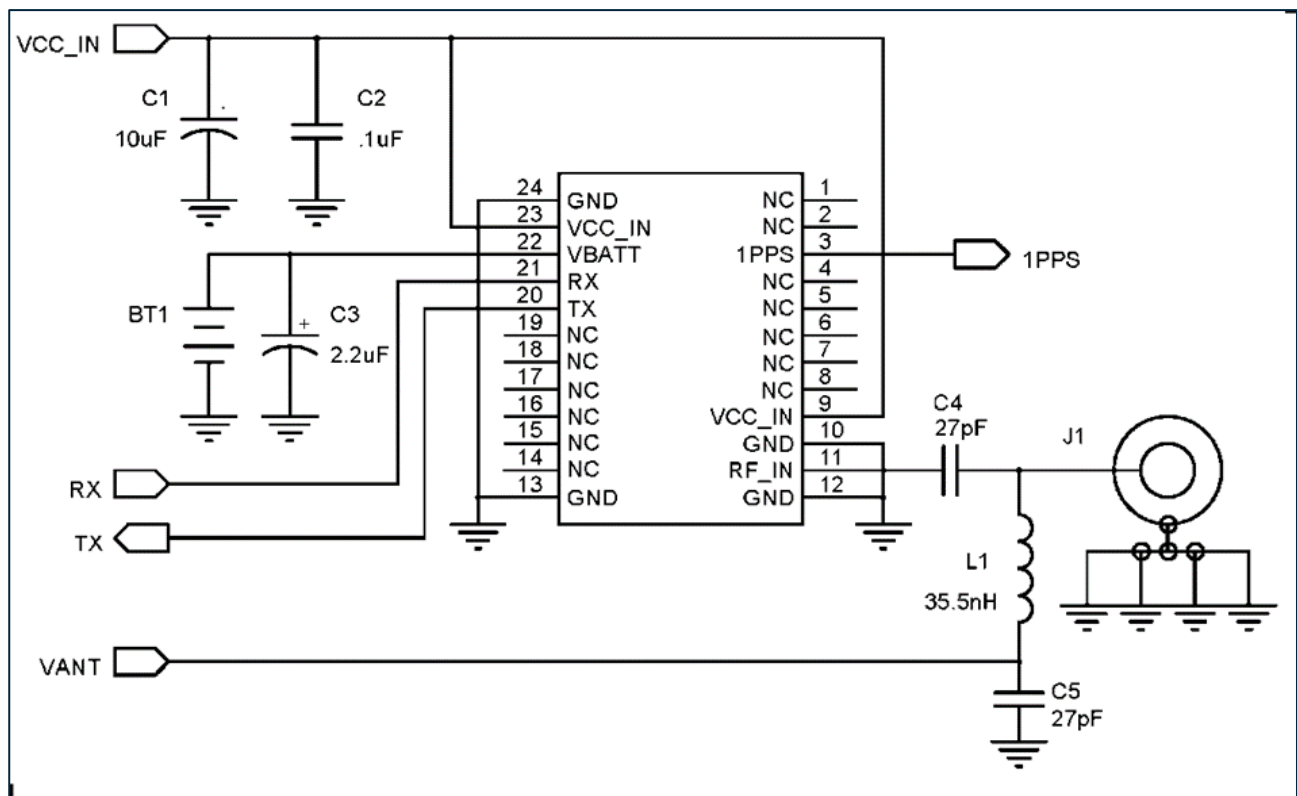 VCC_IN
C1
10uF
C2
.1uF
24
GND
23
VCC_IN
22
VBATT
21
RX
20
TX
19
NC
18
NC
17
NC
16
NC
15
NC
14
NC
13
GND
NC
1
NC
2
1PPS
3
NC
4
NC
5
NC
6
NC
7
NC
8
VCC_IN
9
GND
10
RF_IN
11
GND
12
1PPS
BT1
+
C3
2.2uF
C4
27pF
J1
RX
TX
L1
35.5nH
VANT
C5
27pF